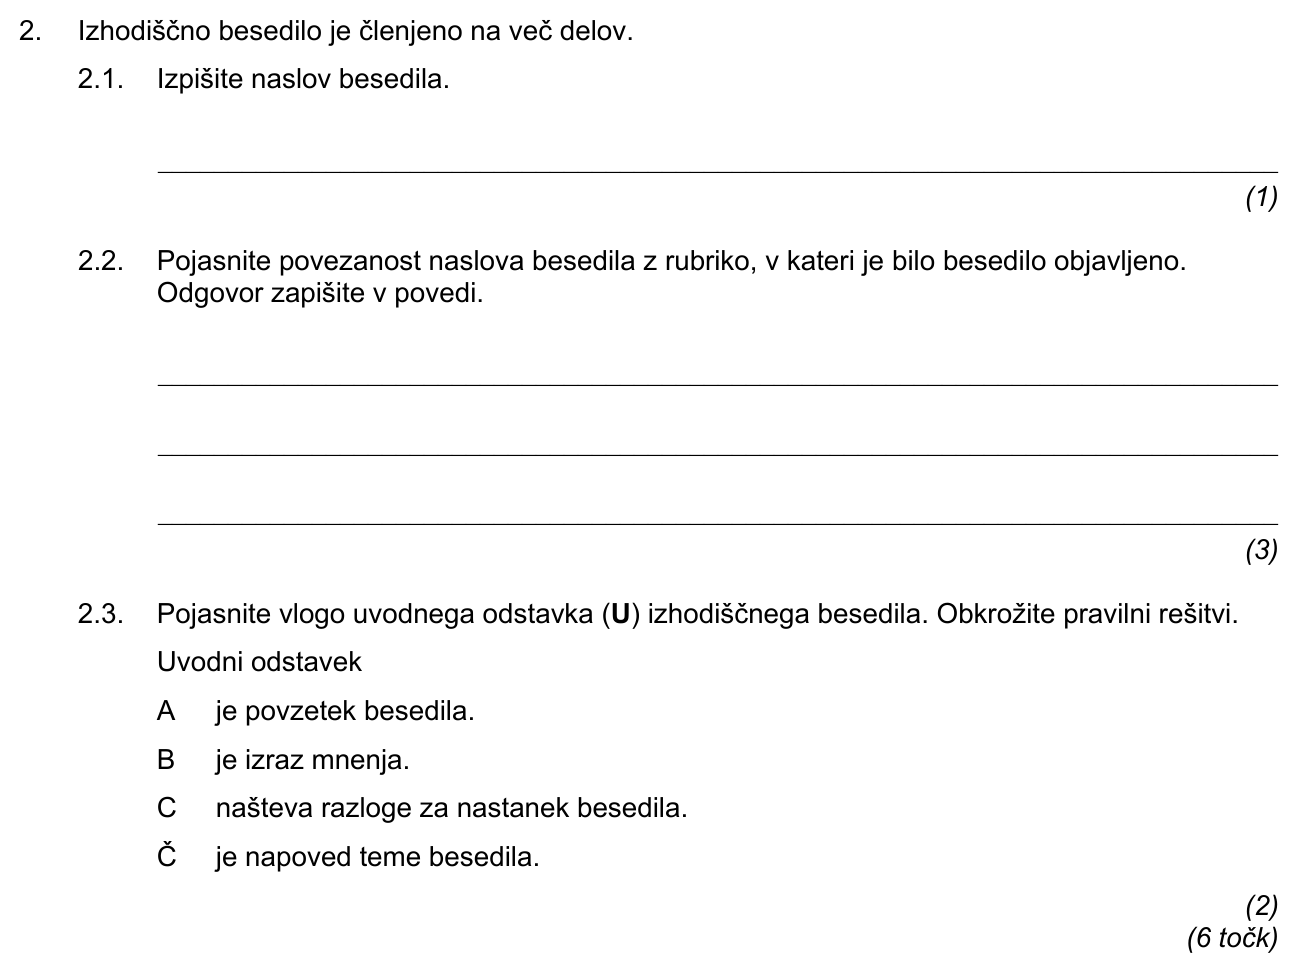 2. Izhodiščno besedilo je členjeno na več delov.
2.1. Izpišite naslov besedila.
(1)
2.2. Pojasnite povezanost naslova besedila z rubriko, v kateri je bilo besedilo objavljeno.
Odgovor zapišite v povedi.
(3)
2.3. Pojasnite vlogo uvodnega odstavka (U) izhodiščnega besedila. Obkrožite pravilni rešitvi.
Uvodni odstavek
A je povzetek besedila.
B je izraz mnenja.
C našteva razloge za nastanek besedila.
Č je napoved teme besedila.
(2)
(6 točk)